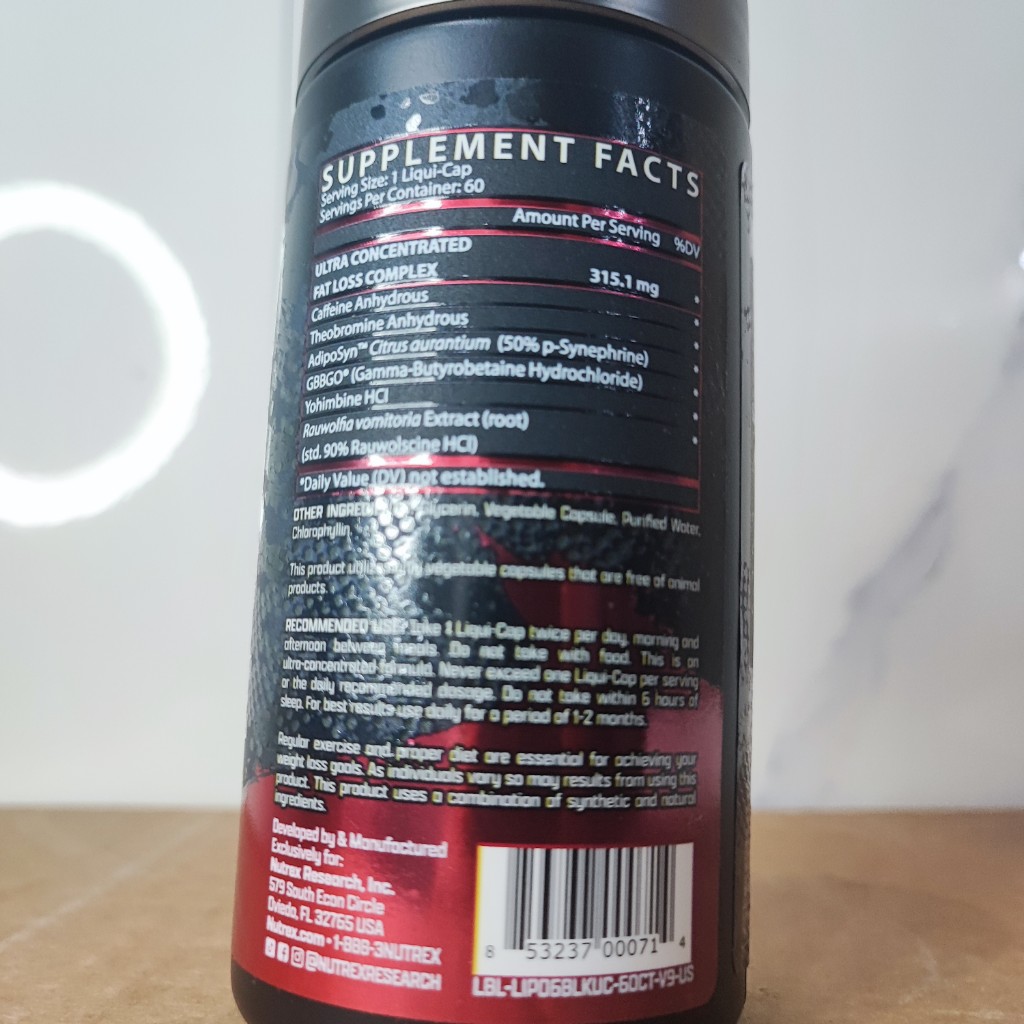 SUPPLEMENT FACTS
Serving Size: 1 Liqui-Cap
Servings Per Container: 60
Amount Per Serving %DV
ULTRA CONCENTRATED
FAT LOSS COMPLEX 315.1 mg *
Caffeine Anhydrous *
Theobromine Anhydrous *
AdipoSyn™ Citrus aurantium (50% p-Synephrine) *
GBBGO® (Gamma-Butyrobetaine Hydrochloride) *
Yohimbine HCl *
Rauwolfia vomitoria Extract (root) *
(std. 90% Rauwolscine HCl)
*Daily Value (DV) not established.
OTHER Glycerin, Vegetable Capsule, Purified Water,
Chlorophyllin
This product vegetable capsules that are free of animal
products.
RECOMMENDED USE: Take 1 Liqui-Cap twice per day, morning and
afternoon between meals. Do not take with food. This is an
ultra-concentrated formula. Never exceed one Liqui-Cap per serving
or the daily recommended dosage. Do not take within 6 hours of
sleep. For best results use daily for a period of 1-2 months.
Regular exercise and proper diet are essential for achieving your
weight loss goals. As individuals vary so may results from using this
product. This product uses a combination of synthetic and natural
ingredients.
Developed by & Manufactured
Exclusively for:
Nutrex Research, Inc.
579 South Econ Circle
Oviedo, FL 32765 USA
Nutrex.com • 1-888-3NUTREX
@NUTREXRESEARCH
8 53237 00071 4
LBL-LIPO6BLKUC-60CT-V9-US